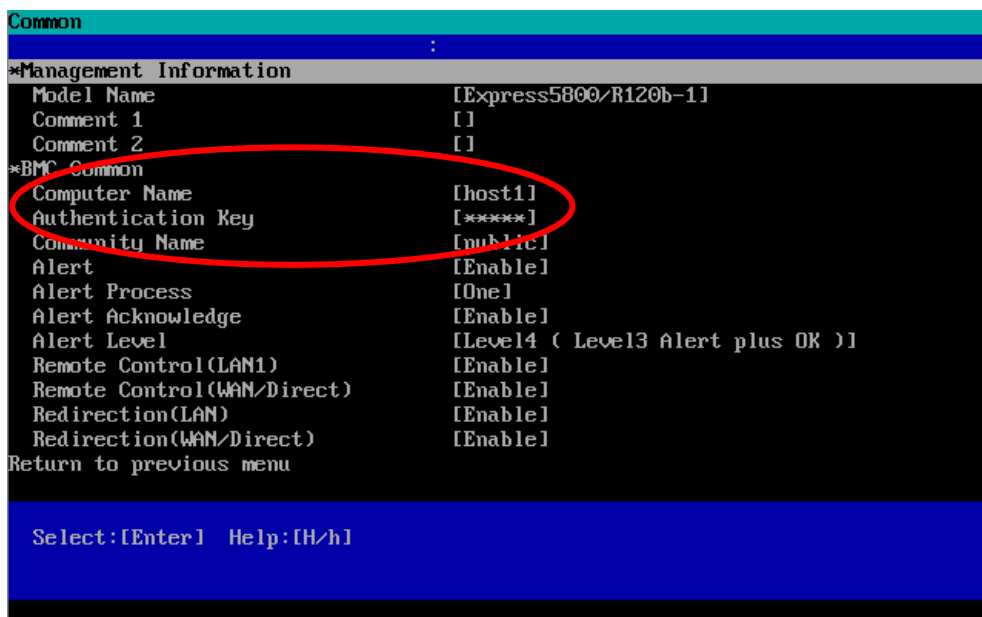 Common
:
*Management Information
Model Name [Express5800/R120b-1]
Comment 1 []
Comment 2 []
*BMC Common
Computer Name [host1]
Authentication Key [*****]
Community Name [public]
Alert [Enable]
Alert Process [One]
Alert Acknowledge [Enable]
Alert Level [Level4 ( Level3 Alert plus OK )]
Remote Control(LAN1) [Enable]
Remote Control(WAN/Direct) [Enable]
Redirection(LAN) [Enable]
Redirection(WAN/Direct) [Enable]
Return to previous menu
Select:[Enter] Help:[H/h]